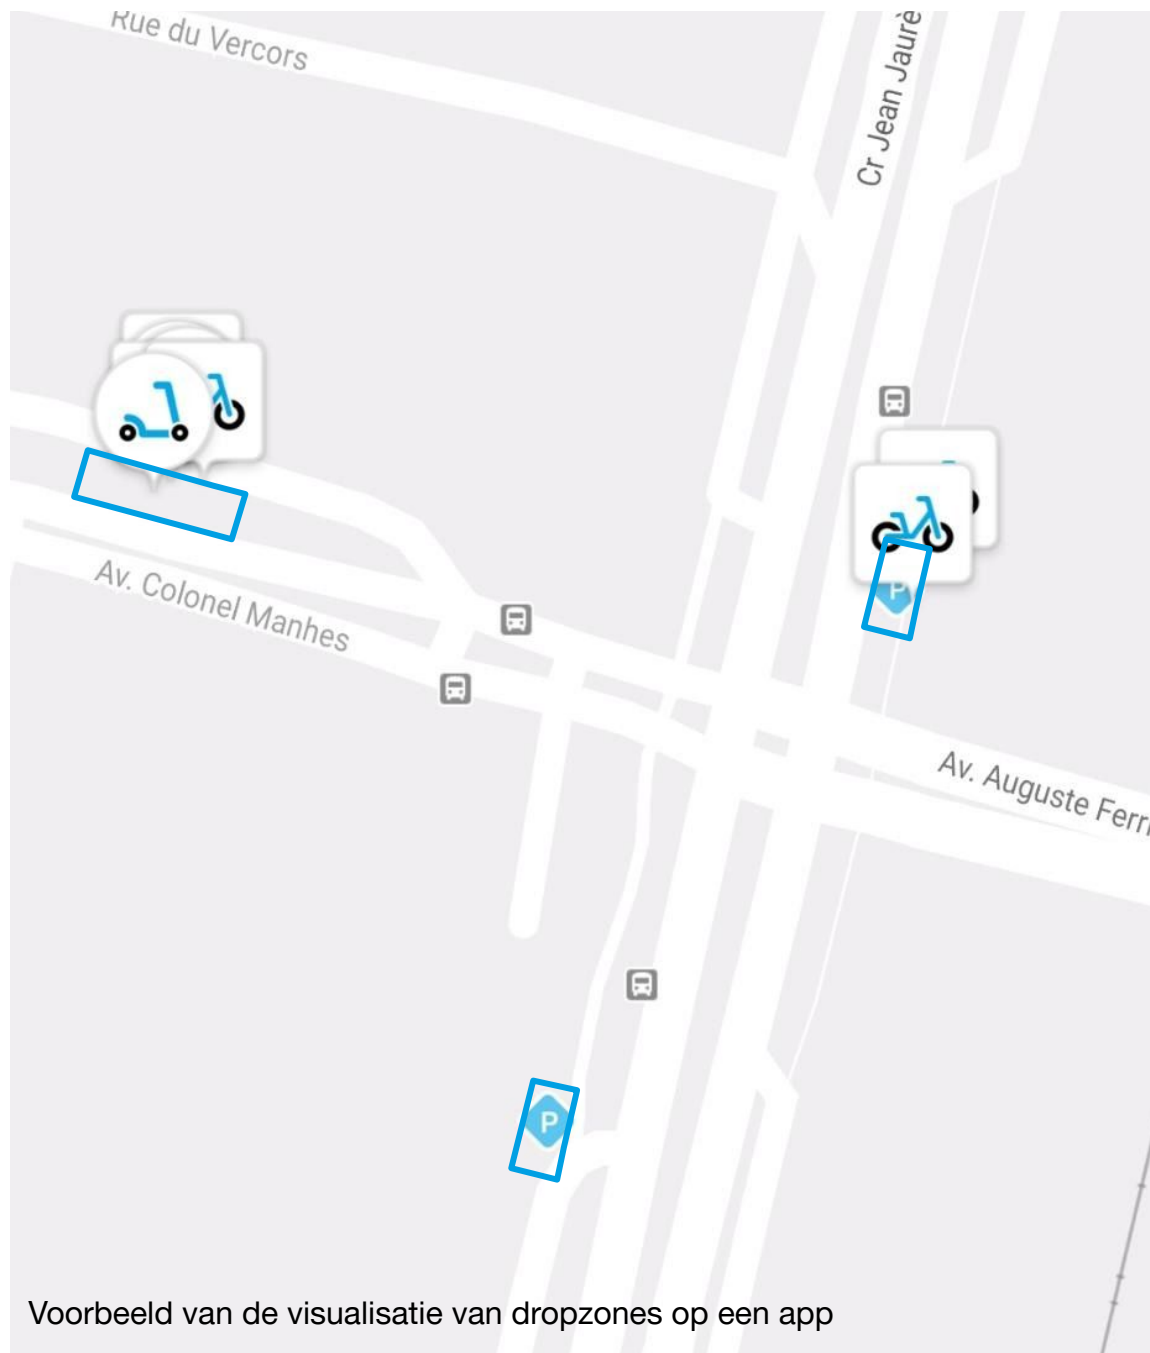 Rue du Vercors
Cr Jean Jaurè
Av. Colonel Manhes
P
Av. Auguste Ferr
P
Voorbeeld van de visualisatie van dropzones op een app